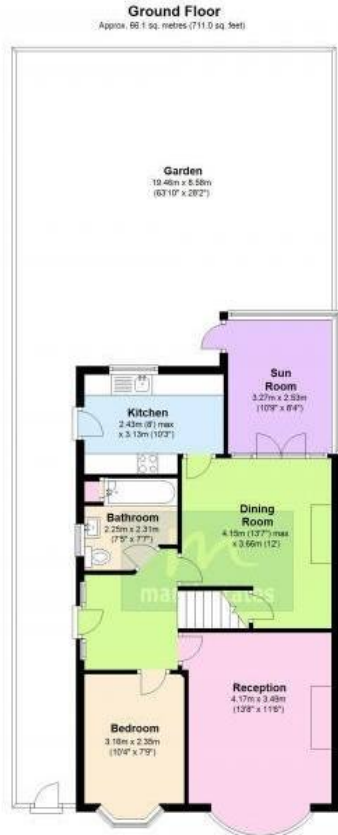 Ground Floor
Approx. 66.1 sq. metres (711.0 sq. feet)
Garden
19.46m x 8.58m
(63'10" x 28'2")
Sun
Room
3.27m x 2.53m
(10'9" x 8'4")
Kitchen
2.43m (8') max
x 3.13m (10'3")
Bathroom
2.25m x 2.31m
(7'5" x 7'7")
Dining
Room
4.15m (13'7") max
x 3.66m (12')
Reception
4.17m x 3.49m
(13'8" x 11'6")
Bedroom
3.16m x 2.35m
(10'4" x 7'9")